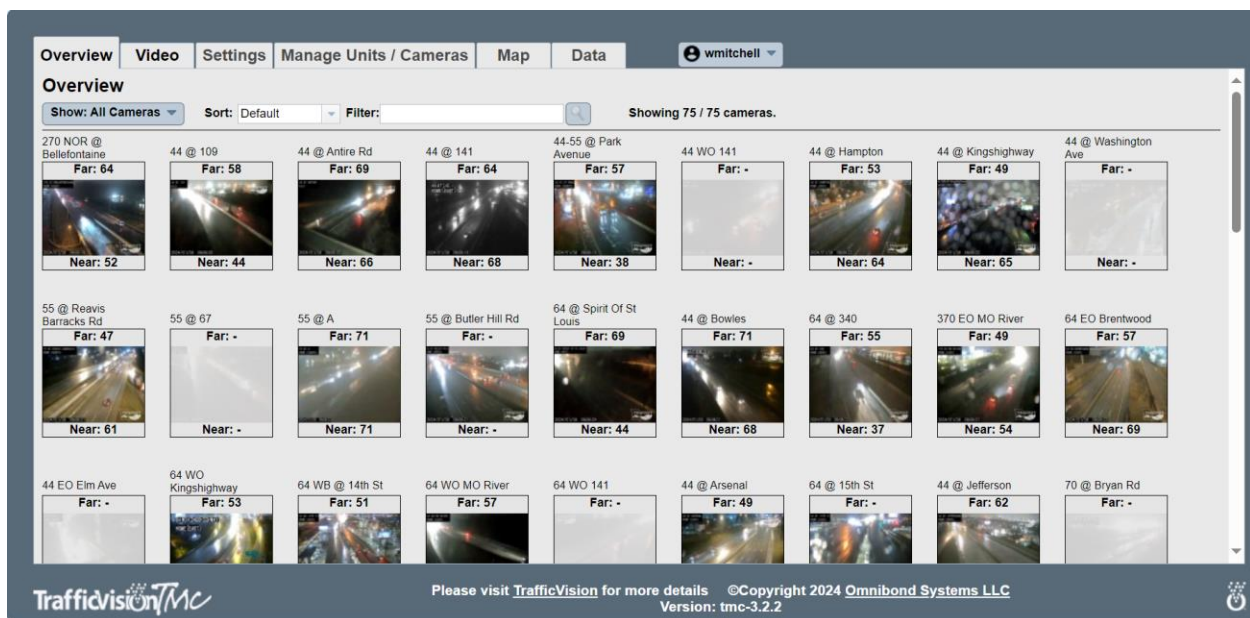 Overview Video Settings Manage Units / Cameras Map Data wmitchell
Overview
Show: All Cameras Sort: Default Filter: Showing 75 / 75 cameras.
270 NOR @
Bellefontaine
Far: 64
Near: 52
44 @ 109
Far: 58
Near: 44
44 @ Antire Rd
Far: 69
Near: 66
44 @ 141
Far: 64
Near: 68
44-55 @ Park
Avenue
Far: 57
Near: 38
44 WO 141
Far: -
Near: -
44 @ Hampton
Far: 53
Near: 64
44 @ Kingshighway
Far: 49
Near: 65
44 @ Washington
Ave
Far: -
Near: -
55 @ Reavis
Barracks Rd
Far: 47
Near: 61
55 @ 67
Far: -
Near: -
55 @ A
Far: 71
Near: 71
55 @ Butler Hill Rd
Far: -
Near: -
64 @ Spirit Of St
Louis
Far: 69
Near: 44
44 @ Bowles
Far: 71
Near: 68
64 @ 340
Far: 55
Near: 37
370 EO MO River
Far: 49
Near: 54
64 EO Brentwood
Far: 57
Near: 69
44 EO Elm Ave
Far: -
64 WO
Kingshighway
Far: 53
64 WB @ 14th St
Far: 51
64 WO MO River
Far: 57
64 WO 141
Far: -
44 @ Arsenal
Far: 49
64 @ 15th St
Far: -
44 @ Jefferson
Far: 62
70 @ Bryan Rd
Far: -
TrafficVision TMC
Please visit TrafficVision for more details ©Copyright 2024 Omnibond Systems LLC
Version: tmc-3.2.2